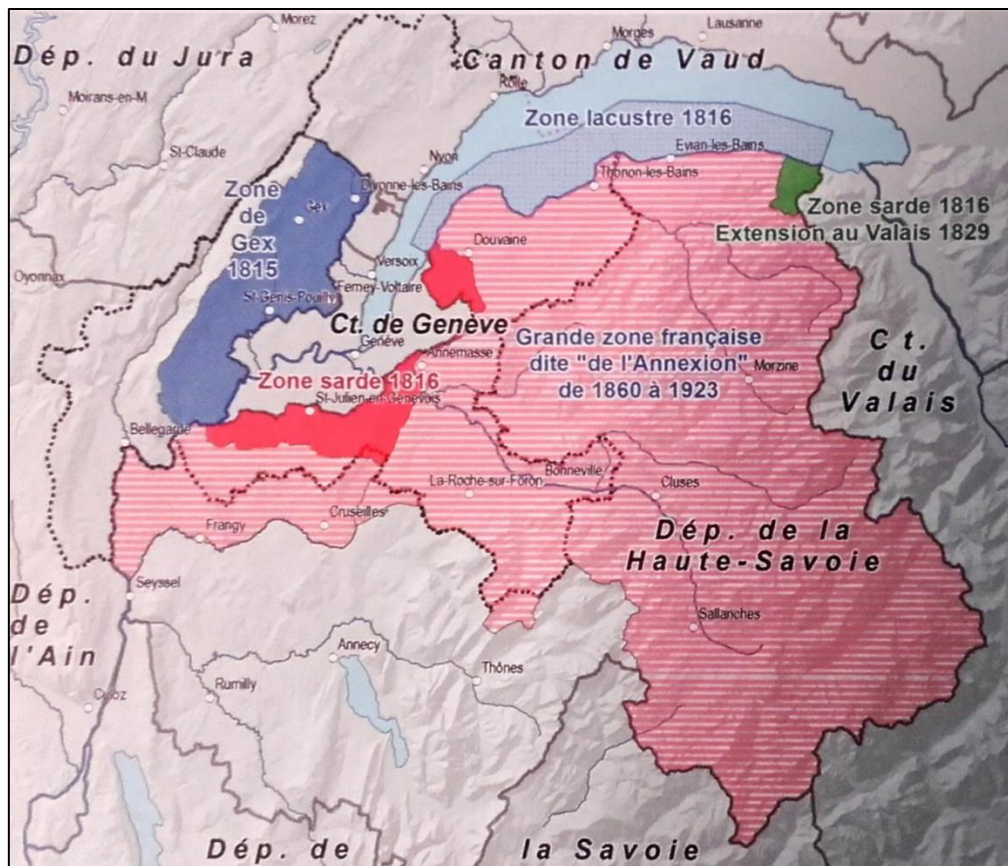 Morez
Lausanne
Dép. du Jura
Morges
Canton de Vaud
Rolle
Moirans-en-M
Zone lacustre 1816
St-Claude
Nyon
Evian-les-Bains
Thonon-les-Bains
Zone
de
Gex
1815
Divonne-les-Bains
Gex
Zone sarde 1816
Extension au Valais 1829
Douvaine
Oyonnax
Versoix
Ferney-Voltaire
St-Genis-Pouilly
Ct. de Genève
Genève
Annemasse
Grande zone française
dite "de l'Annexion"
de 1860 à 1923
Ct.
du
Valais
Morzine
Zone sarde 1816
St-Julien-en-Genevois
Bellegarde
Bonneville
La-Roche-sur-Foron
Cluses
Frangy
Cruseilles
Dép. de la
Haute-Savoie
Seyssel
Dép.
de
l'Ain
Sallanches
Annecy
Thônes
Rumilly
Culoz
Dép. de la Savoie